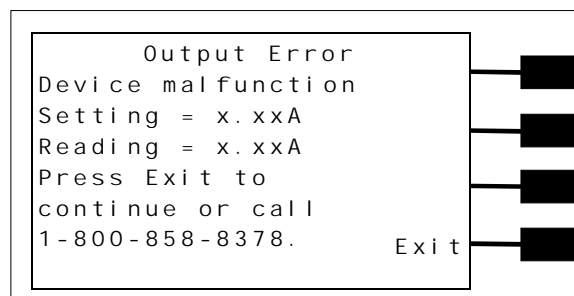 Output Error
Device malfunction
Setting = x.xxA
Reading = x.xxA
Press Exit to
continue or call
1-800-858-8378.
Exit